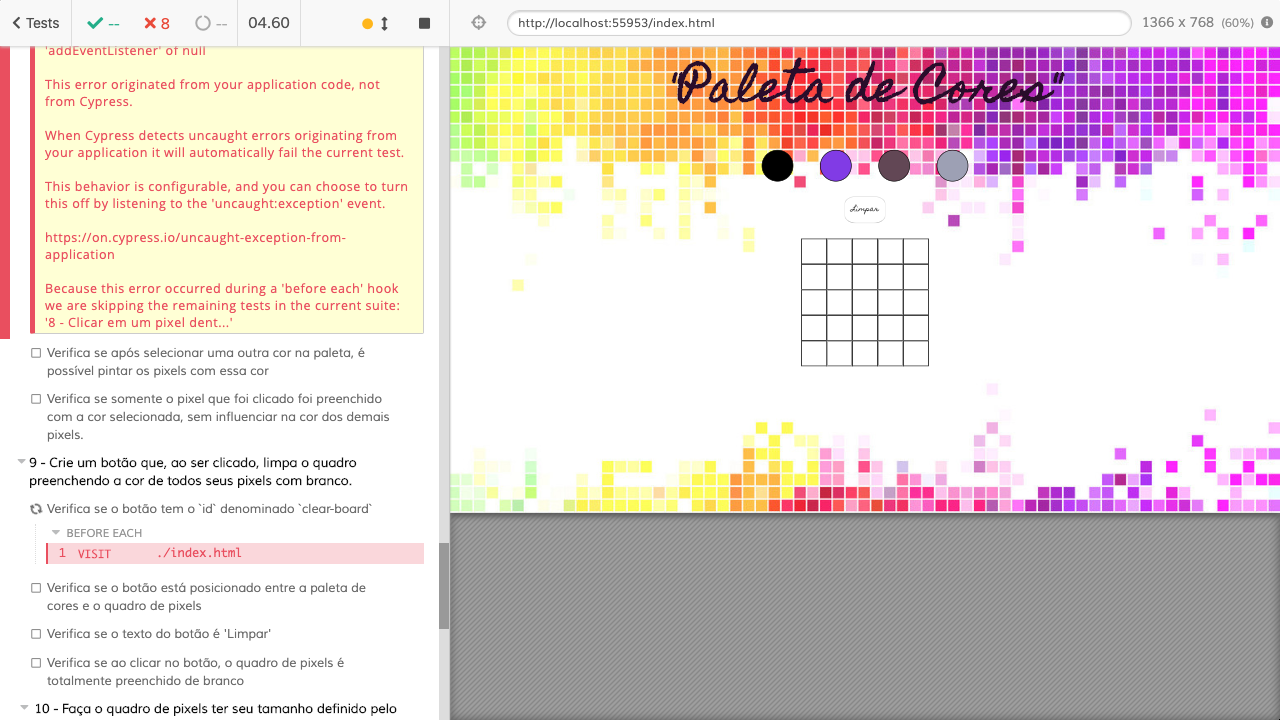 Tests
--
8
--
04.60
http://localhost:55953/index.html
1366 x 768 (60%)
'addEventListener' of null
This error originated from your application code, not
from Cypress.
When Cypress detects uncaught errors originating from
your application it will automatically fail the current test.
This behavior is configurable, and you can choose to turn
this off by listening to the 'uncaught:exception' event.
https://on.cypress.io/uncaught-exception-from-
application
Because this error occurred during a 'before each' hook
we are skipping the remaining tests in the current suite:
'8 - Clicar em um pixel dent...'
Verifica se após selecionar uma outra cor na paleta, é
possível pintar os pixels com essa cor
Verifica se somente o pixel que foi clicado foi preenchido
com a cor selecionada, sem influenciar na cor dos demais
pixels.
9 - Crie um botão que, ao ser clicado, limpa o quadro
preenchendo a cor de todos seus pixels com branco.
Verifica se o botão tem o `id` denominado `clear-board`
BEFORE EACH
1 VISIT ./index.html
Verifica se o botão está posicionado entre a paleta de
cores e o quadro de pixels
Verifica se o texto do botão é 'Limpar'
Verifica se ao clicar no botão, o quadro de pixels é
totalmente preenchido de branco
10 - Faça o quadro de pixels ter seu tamanho definido pelo
"Paleta de Cores"
Limpar